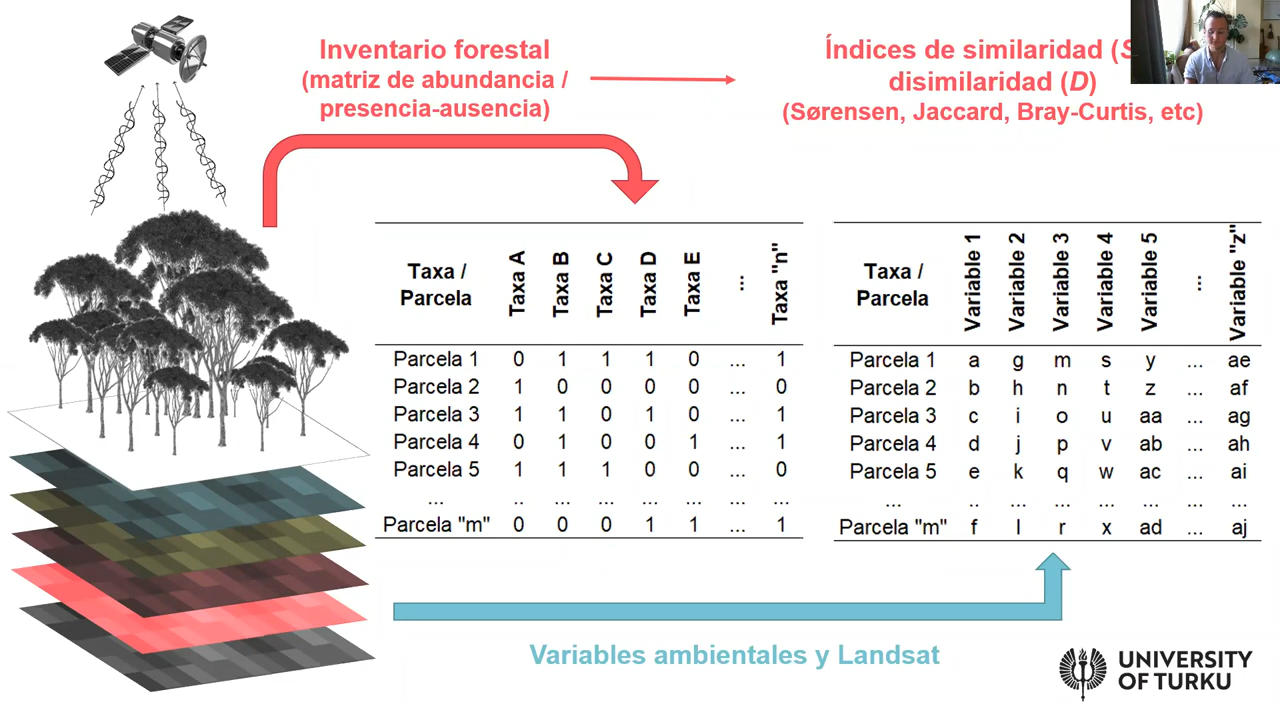 Inventario forestal
(matriz de abundancia /
presencia-ausencia)
Índices de similaridad (S
disimilaridad (D)
(Sørensen, Jaccard, Bray-Curtis, etc)
Taxa / Parcela Taxa A Taxa B Taxa C Taxa D Taxa E ... Taxa "n"
Parcela 1 0 1 1 1 0 ... 1
Parcela 2 1 0 0 0 0 ... 0
Parcela 3 1 1 0 1 0 ... 1
Parcela 4 0 1 0 0 1 ... 1
Parcela 5 1 1 1 0 0 ... 0
... .. ... ... ... ... ... ...
Parcela "m" 0 0 0 1 1 ... 1
Taxa / Parcela Variable 1 Variable 2 Variable 3 Variable 4 Variable 5 ... Variable "z"
Parcela 1 a g m s y ... ae
Parcela 2 b h n t z ... af
Parcela 3 c i o u aa ... ag
Parcela 4 d j p v ab ... ah
Parcela 5 e k q w ac ... ai
... .. ... ... ... ... ... ...
Parcela "m" f l r x ad ... aj
Variables ambientales y Landsat
UNIVERSITY
OF TURKU